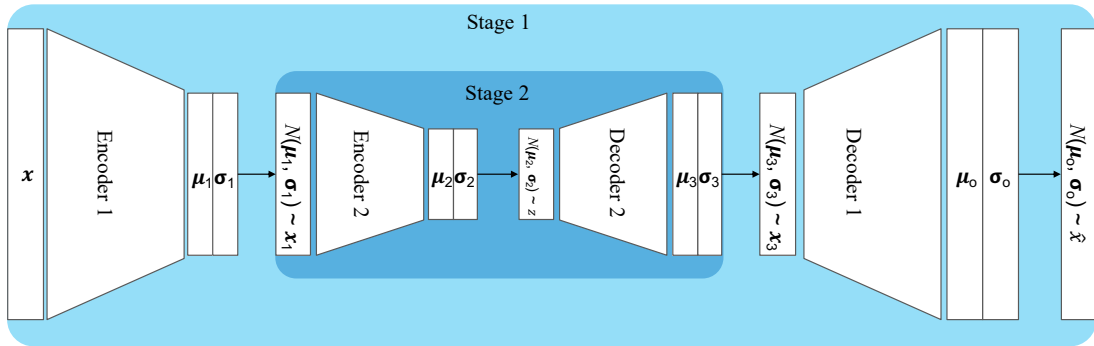 Stage 1
Stage 2
x
Encoder 1
μ₁ σ₁
N(μ₁, σ₁) ~ x₁
Encoder 2
μ₂ σ₂
N(μ₂, σ₂) ~ z
Decoder 2
μ₃ σ₃
N(μ₃, σ₃) ~ x₃
Decoder 1
μₒ σₒ
N(μₒ, σₒ) ~ x̂